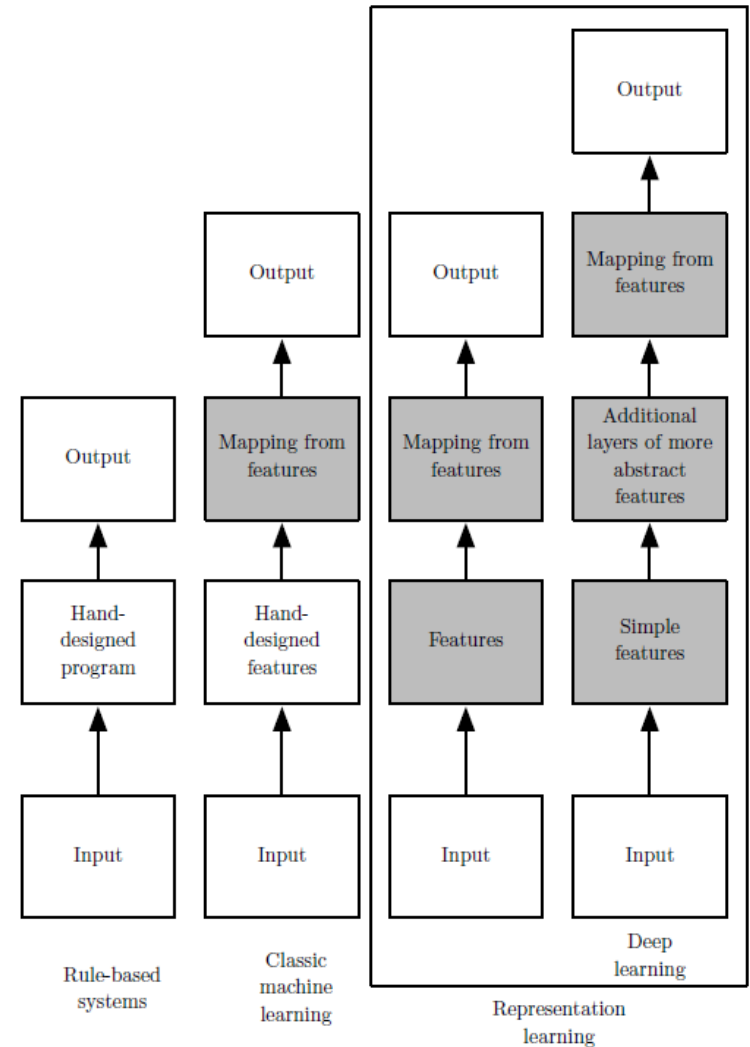 Output
Output
Output
Mapping from
features
Output
Mapping from
features
Mapping from
features
Additional
layers of more
abstract
features
Hand-
designed
program
Hand-
designed
features
Features
Simple
features
Input
Input
Input
Input
Rule-based
systems
Classic
machine
learning
Deep
learning
Representation
learning